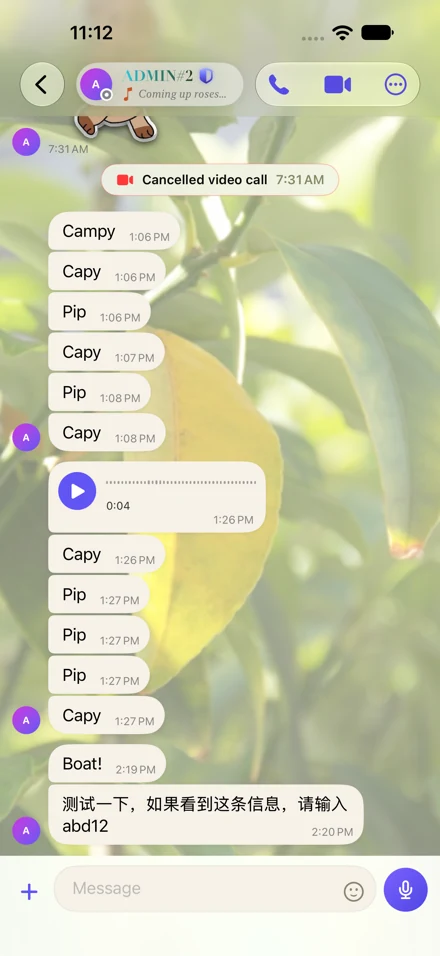 11:12
A
ADMIN#2
Coming up roses...
A
7:31 AM
Cancelled video call 7:31 AM
Campy 1:06 PM
Capy 1:06 PM
Pip 1:06 PM
Capy 1:07 PM
Pip 1:08 PM
A
Capy 1:08 PM
0:04
1:26 PM
Capy 1:26 PM
Pip 1:27 PM
Pip 1:27 PM
Pip 1:27 PM
A
Capy 1:27 PM
Boat! 2:19 PM
测试一下，如果看到这条信息，请输入
abd12
2:20 PM
A
Message